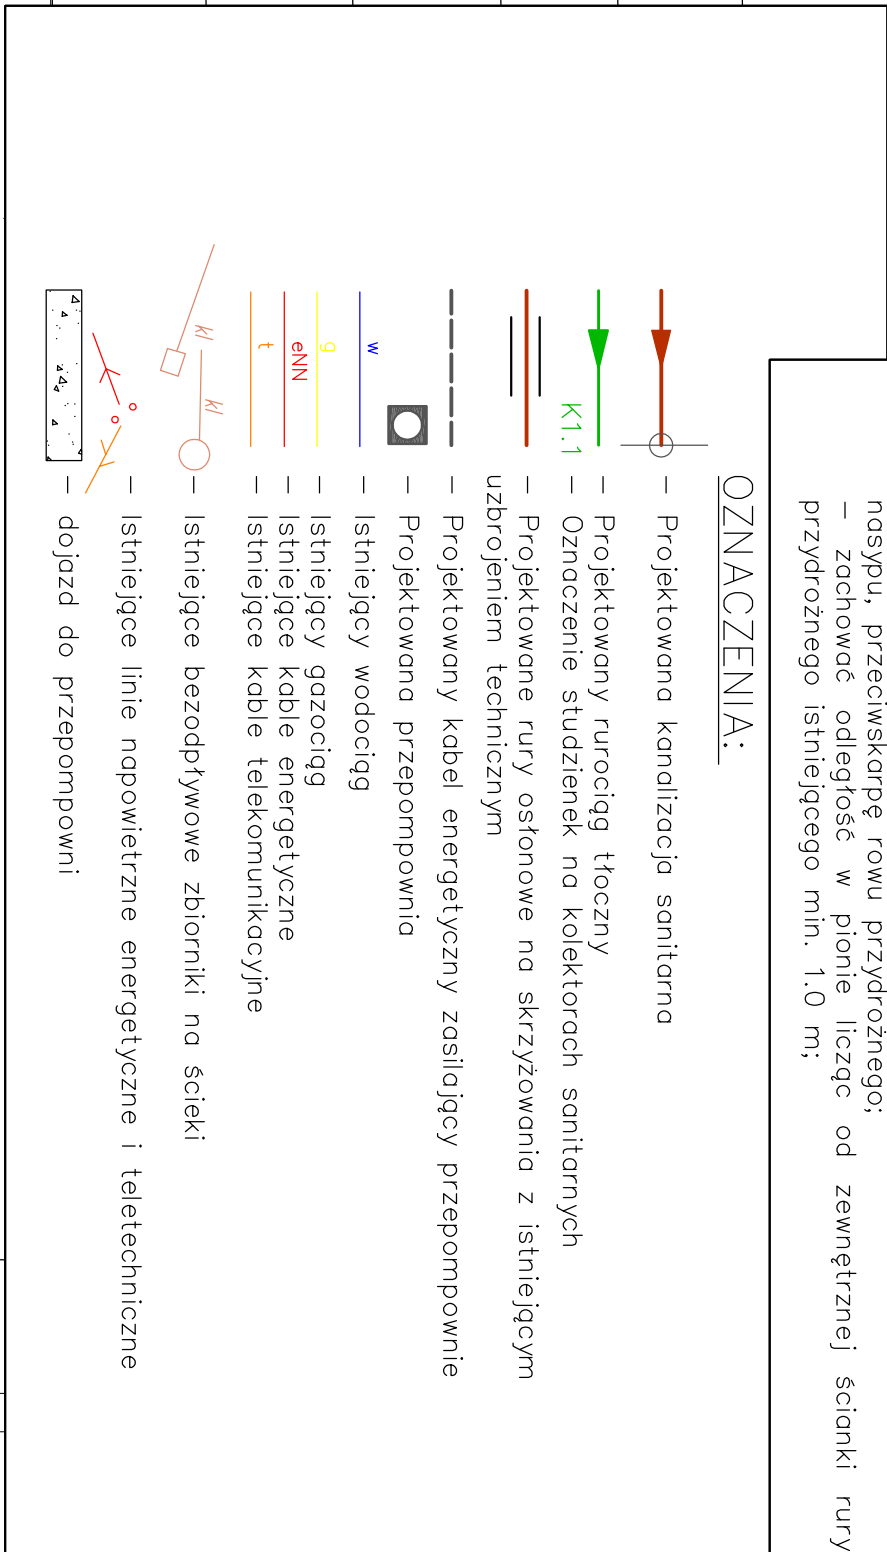 nasypu, przeciwskarpę rowu przydrożnego;
– zachować odległość w pionie licząc od zewnętrznej ścianki rury
przydrożnego istniejącego min. 1.0 m;
OZNACZENIA:
– Projektowana kanalizacja sanitarna
– Projektowany rurociąg tłoczny
K1.1 – Oznaczenie studzienek na kolektorach sanitarnych
– Projektowane rury osłonowe na skrzyżowania z istniejącym
uzbrojeniem technicznym
– Projektowany kabel energetyczny zasilający przepompownie
– Projektowana przepompownia
w – Istniejący wodociąg
g – Istniejący gazociąg
eNN – Istniejące kable energetyczne
t – Istniejące kable telekomunikacyjne
kl kl – Istniejące bezodpływowe zbiorniki na ścieki
– Istniejące linie napowietrzne energetyczne i teletechniczne
– dojazd do przepompowni